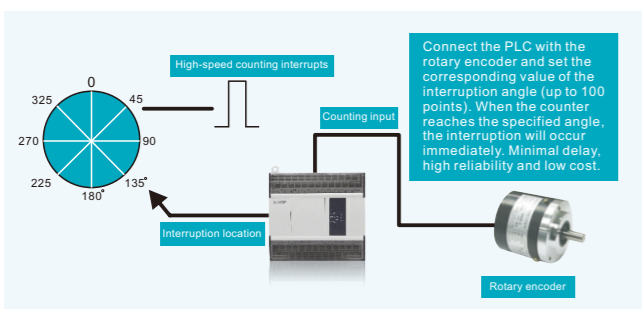 High-speed counting interrupts
0
325
45
270
90
225
135°
180°
Counting input
Interruption location
Connect the PLC with the
rotary encoder and set the
corresponding value of the
interruption angle (up to 100
points). When the counter
reaches the specified angle,
the interruption will occur
immediately. Minimal delay,
high reliability and low cost.
Rotary encoder